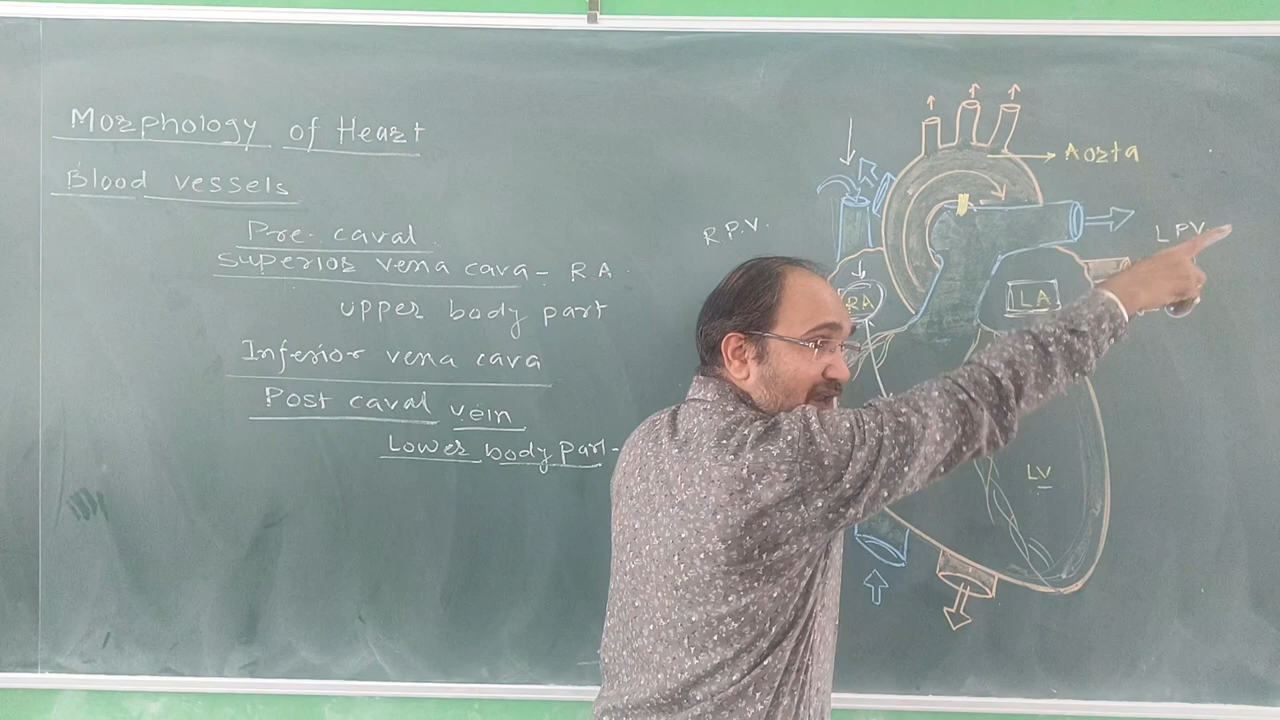 Morphology of Heart
Blood vessels
Pre-caval
Superior vena cava - RA
upper body part
Inferior vena cava
Post caval vein
Lower body part -
Aorta
R.P.V.
L.P.V.
RA
LA
LV